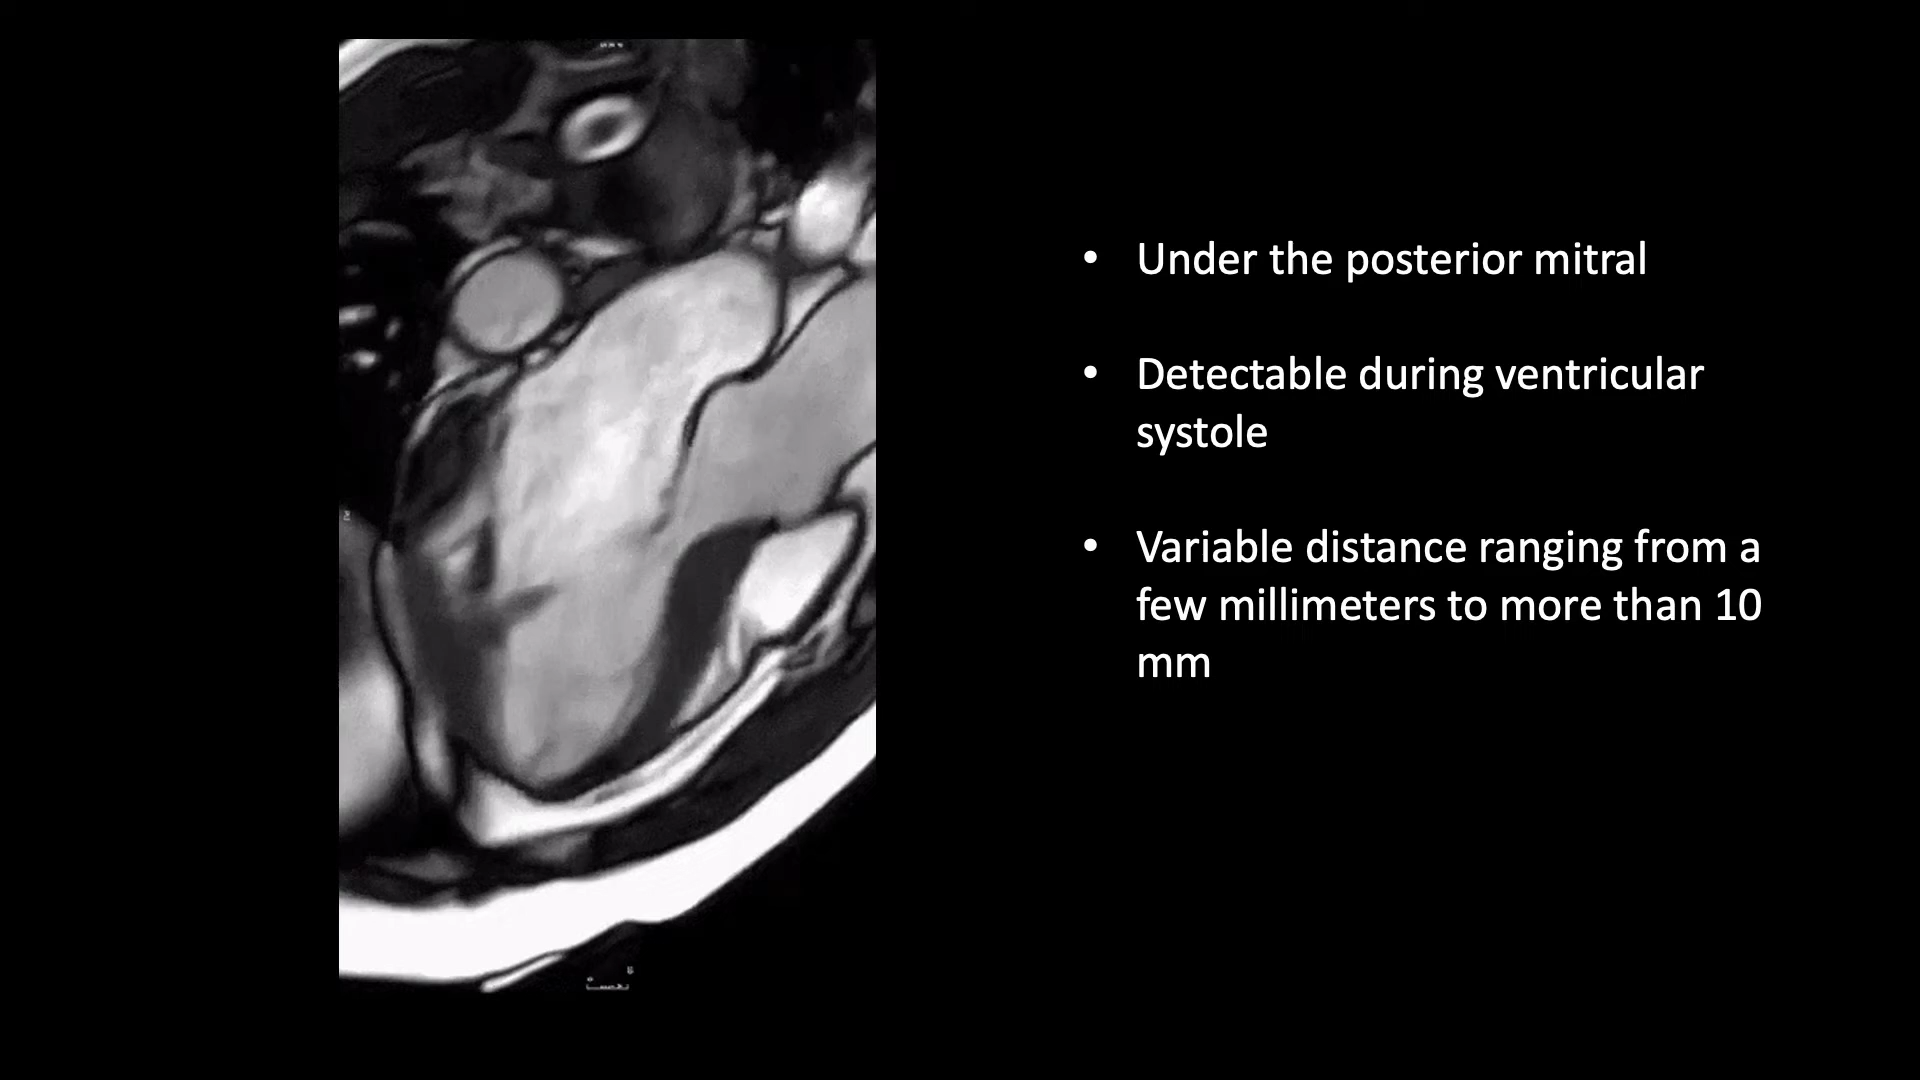 • Under the posterior mitral
• Detectable during ventricular
systole
• Variable distance ranging from a
few millimeters to more than 10
mm